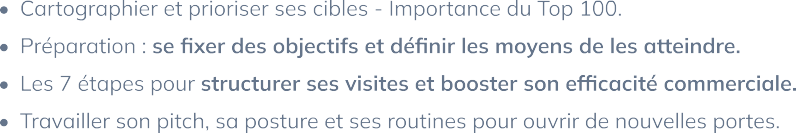 • Cartographier et prioriser ses cibles - Importance du Top 100.
• Préparation : se fixer des objectifs et définir les moyens de les atteindre.
• Les 7 étapes pour structurer ses visites et booster son efficacité commerciale.
• Travailler son pitch, sa posture et ses routines pour ouvrir de nouvelles portes.